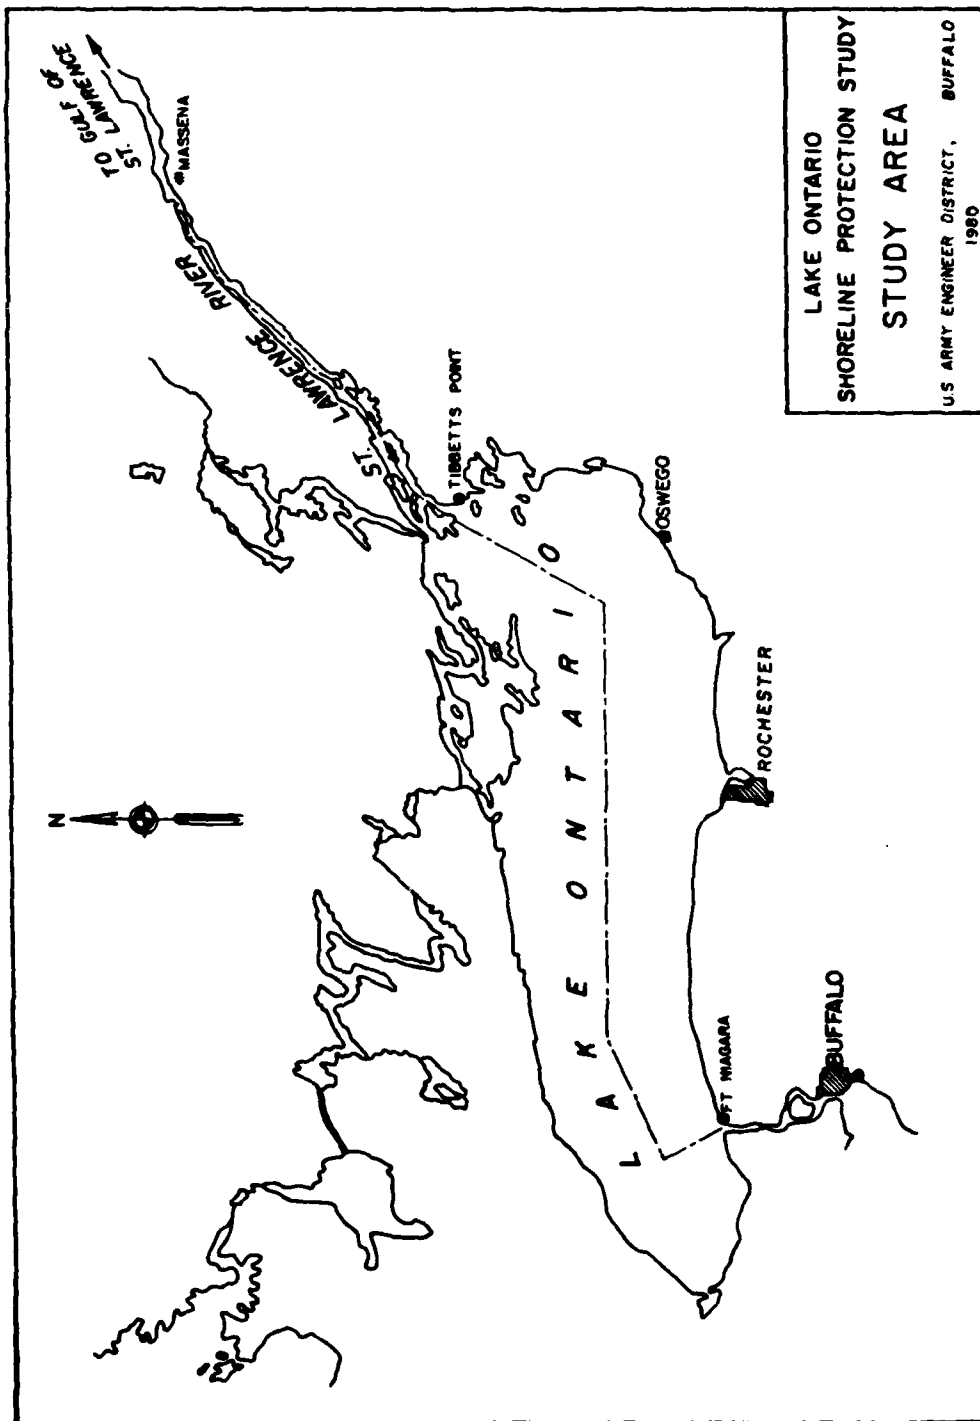 TO GULF OF
ST. LAWRENCE
MASSENA
ST. LAWRENCE RIVER
TIBBETTS POINT
N
OSWEGO
LAKE ONTARIO
ROCHESTER
FT NIAGARA
BUFFALO
LAKE ONTARIO
SHORELINE PROTECTION STUDY
STUDY AREA
U.S ARMY ENGINEER DISTRICT, BUFFALO
1980